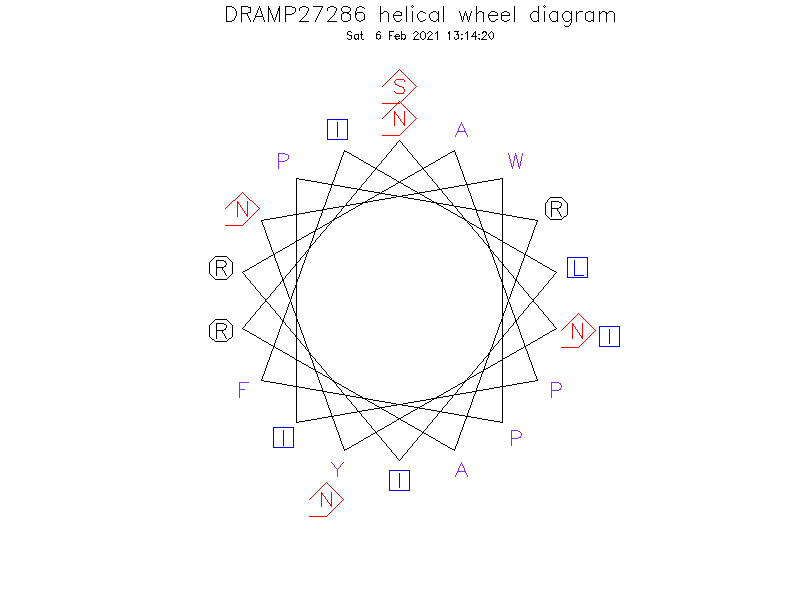 DRAMP27286 helical wheel diagram
Sat 6 Feb 2021 13:14:20
S
I N A
P W
N R
R L
R N I
F P
I P
Y I A
N